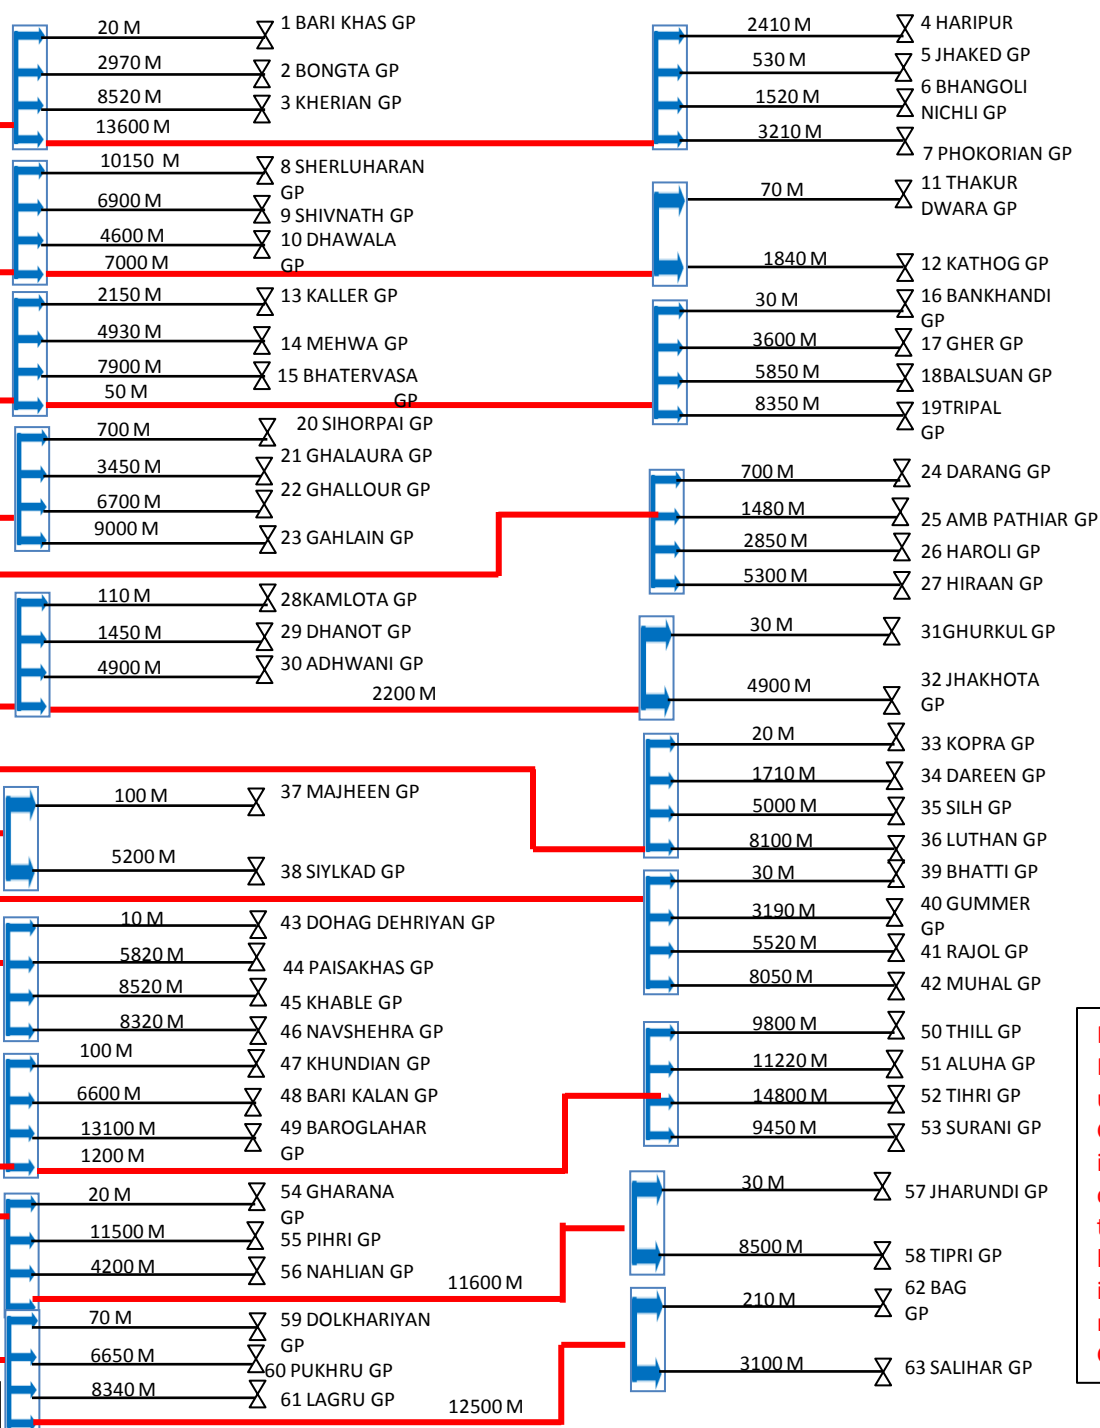 20 M 1 BARI KHAS GP
2970 M 2 BONGTA GP
8520 M 3 KHERIAN GP
13600 M
2410 M 4 HARIPUR
530 M 5 JHAKED GP
1520 M 6 BHANGOLI
NICHLI GP
3210 M 7 PHOKORIAN GP
10150 M 8 SHERLUHARAN
GP
6900 M 9 SHIVNATH GP
4600 M 10 DHAWALA
GP
7000 M
70 M 11 THAKUR
DWARA GP
1840 M 12 KATHOG GP
2150 M 13 KALLER GP
4930 M 14 MEHWA GP
7900 M 15 BHATERVASA
GP
50 M
30 M 16 BANKHANDI
GP
3600 M 17 GHER GP
5850 M 18BALSUAN GP
8350 M 19TRIPAL
GP
700 M 20 SIHORPAI GP
3450 M 21 GHALAURA GP
6700 M 22 GHALLOUR GP
9000 M 23 GAHLAIN GP
700 M 24 DARANG GP
1480 M 25 AMB PATHIAR GP
2850 M 26 HAROLI GP
5300 M 27 HIRAAN GP
110 M 28KAMLOTA GP
1450 M 29 DHANOT GP
4900 M 30 ADHWANI GP
2200 M
30 M 31GHURKUL GP
4900 M 32 JHAKHOTA
GP
20 M 33 KOPRA GP
1710 M 34 DAREEN GP
5000 M 35 SILH GP
8100 M 36 LUTHAN GP
100 M 37 MAJHEEN GP
5200 M 38 SIYLKAD GP
30 M 39 BHATTI GP
3190 M 40 GUMMER
GP
5520 M 41 RAJOL GP
8050 M 42 MUHAL GP
10 M 43 DOHAG DEHRIYAN GP
5820 M 44 PAISAKHAS GP
8520 M 45 KHABLE GP
8320 M 46 NAVSHEHRA GP
100 M 47 KHUNDIAN GP
6600 M 48 BARI KALAN GP
13100 M 49 BAROGLAHAR
GP
1200 M
9800 M 50 THILL GP
11220 M 51 ALUHA GP
14800 M 52 TIHRI GP
9450 M 53 SURANI GP
20 M 54 GHARANA
GP
11500 M 55 PIHRI GP
4200 M 56 NAHLIAN GP
11600 M
30 M 57 JHARUNDI GP
8500 M 58 TIPRI GP
70 M 59 DOLKHARIYAN
GP
6650 M 60 PUKHRU GP
8340 M 61 LAGRU GP
12500 M
210 M 62 BAG
GP
3100 M 63 SALIHAR GP